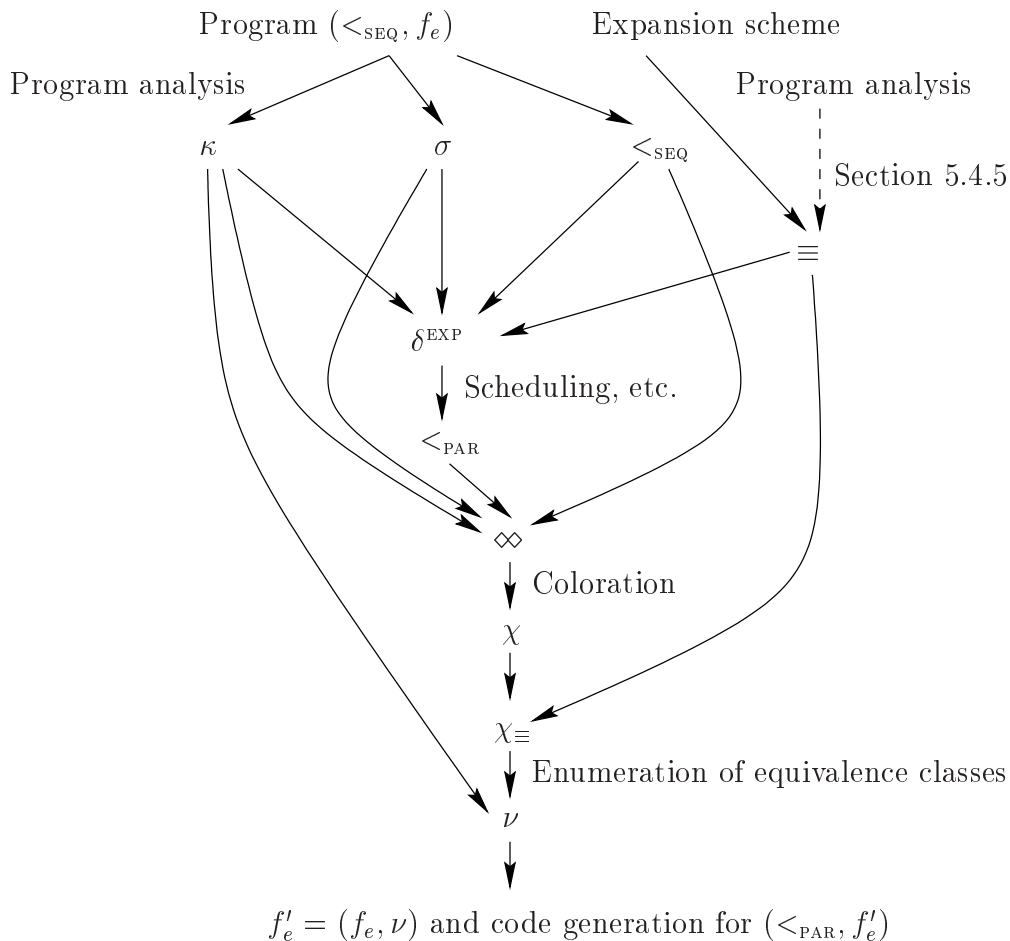 Program (<SEQ, fe)
Expansion scheme
Program analysis
Program analysis
κ
σ
<SEQ
Section 5.4.5
≡
δEXP
Scheduling, etc.
<PAR
⋈
Coloration
χ
χ≡
Enumeration of equivalence classes
ν
f′e = (fe, ν) and code generation for (<PAR, f′e)